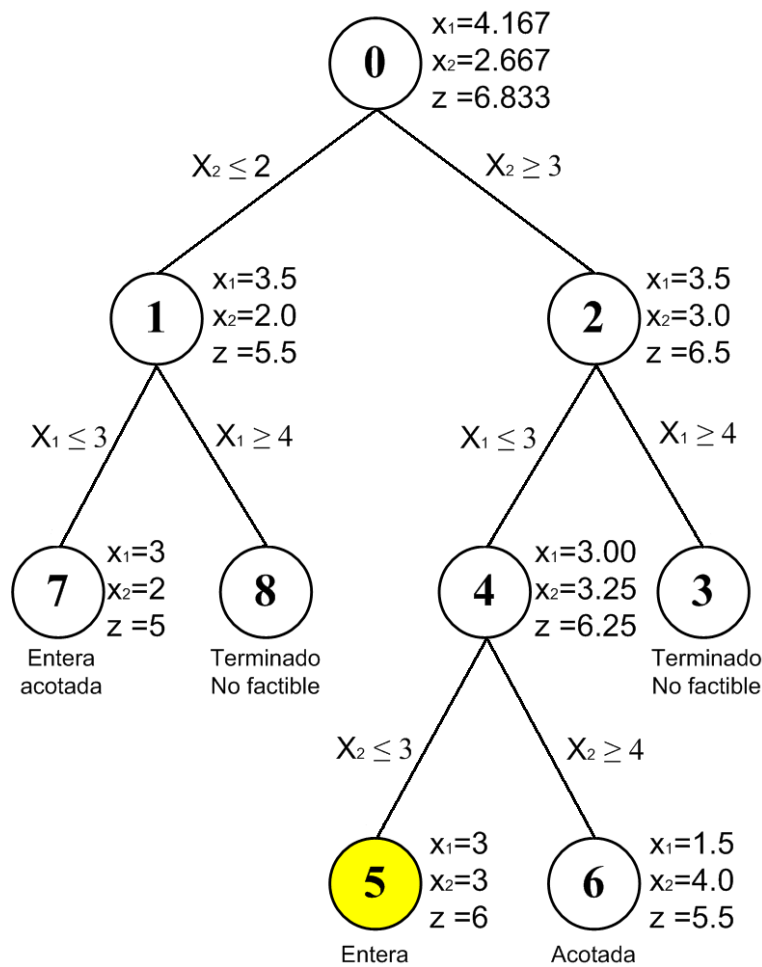 0
x₁=4.167
x₂=2.667
z =6.833
X₂ ≤ 2
X₂ ≥ 3
1
x₁=3.5
x₂=2.0
z =5.5
2
x₁=3.5
x₂=3.0
z =6.5
X₁ ≤ 3
X₁ ≥ 4
X₁ ≤ 3
X₁ ≥ 4
7
x₁=3
x₂=2
z =5
Entera
acotada
8
Terminado
No factible
4
x₁=3.00
x₂=3.25
z =6.25
3
Terminado
No factible
X₂ ≤ 3
X₂ ≥ 4
5
x₁=3
x₂=3
z =6
Entera
6
x₁=1.5
x₂=4.0
z =5.5
Acotada